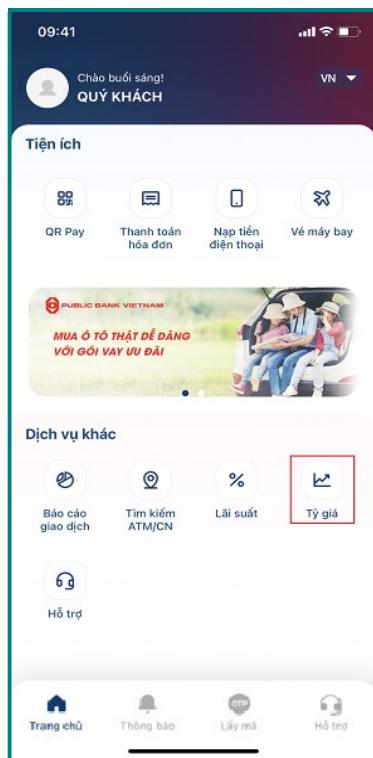 09:41
Chào buổi sáng!
QUÝ KHÁCH
VN
Tiện ích
QR Pay
Thanh toán
hóa đơn
Nạp tiền
điện thoại
Vé máy bay
PUBLIC BANK VIETNAM
MUA Ô TÔ THẬT DỄ DÀNG
VỚI GÓI VAY ƯU ĐÃI
Dịch vụ khác
Báo cáo
giao dịch
Tìm kiếm
ATM/CN
Lãi suất
Tỷ giá
Hỗ trợ
Trang chủ
Thông báo
OTP
Lấy mã
Hỗ trợ